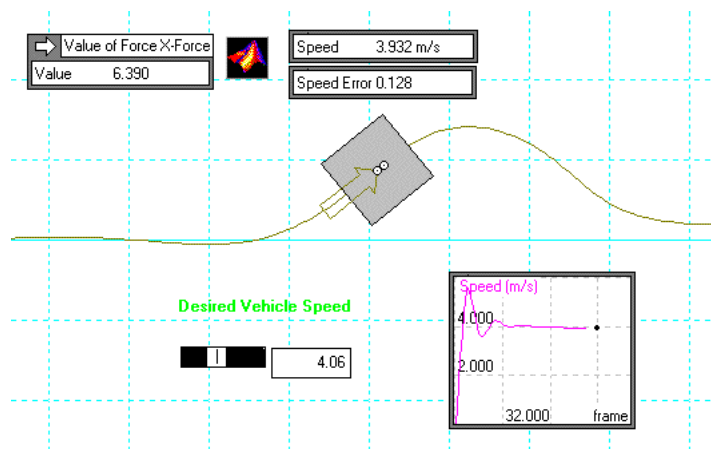 Value of Force X-Force
Value 6.390
Speed 3.932 m/s
Speed Error 0.128
Desired Vehicle Speed
4.06
Speed (m/s)
4.000
2.000
32.000 frame